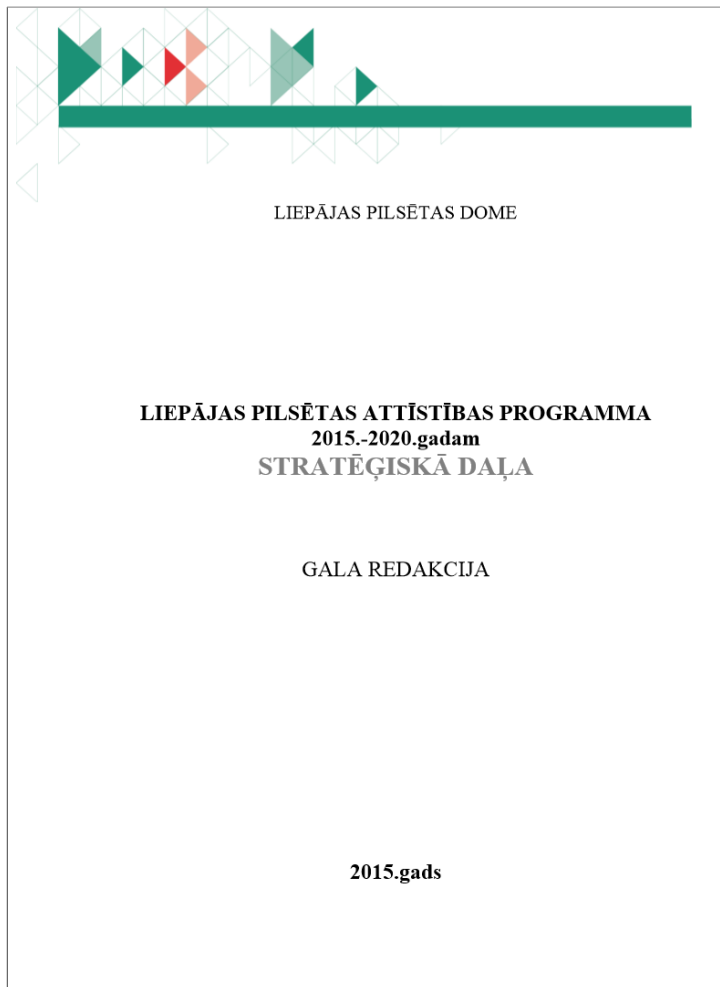 LIEPĀJAS PILSĒTAS DOME
LIEPĀJAS PILSĒTAS ATTĪSTĪBAS PROGRAMMA
2015.-2020.gadam
STRATĒĢISKĀ DAĻA
GALA REDAKCIJA
2015.gads